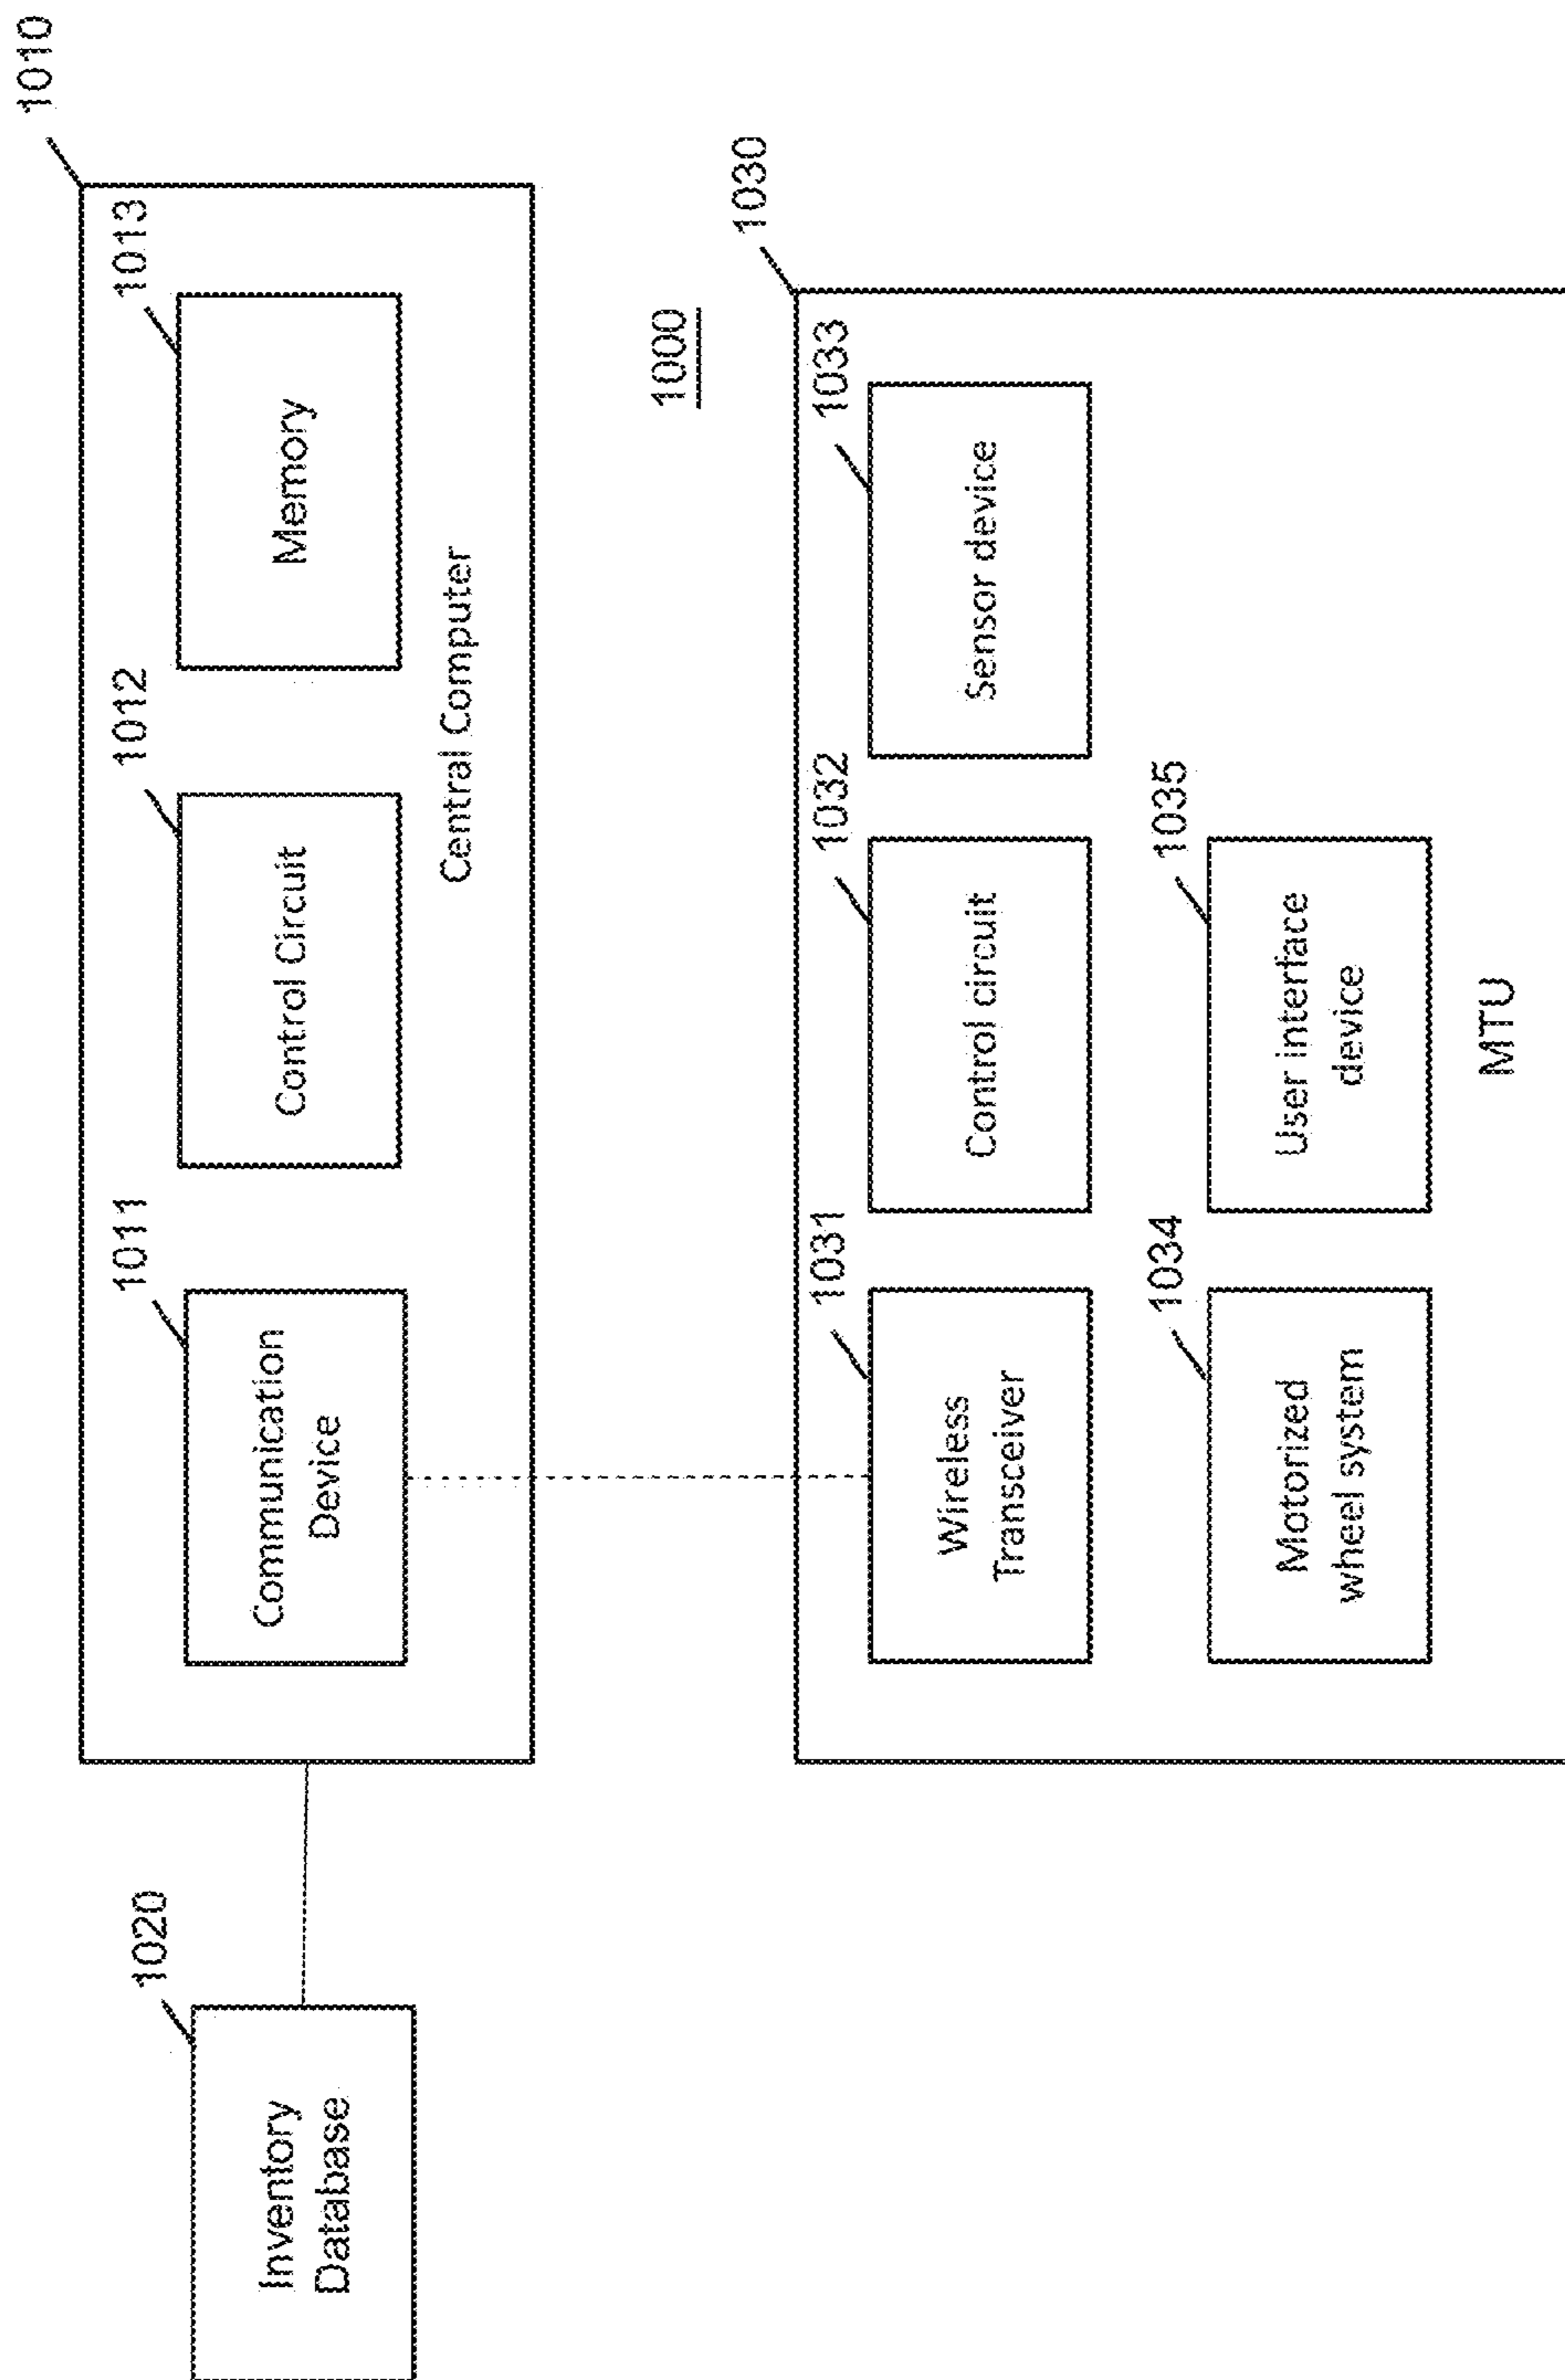 1010
1011
1012
1013
Communication
Device
Control Circuit
Memory
Central Computer
1020
Inventory
Database
1000
1030
1031
1032
1033
Wireless
Transceiver
Control circuit
Sensor device
1034
1035
Motorized
wheel system
User interface
device
MTU